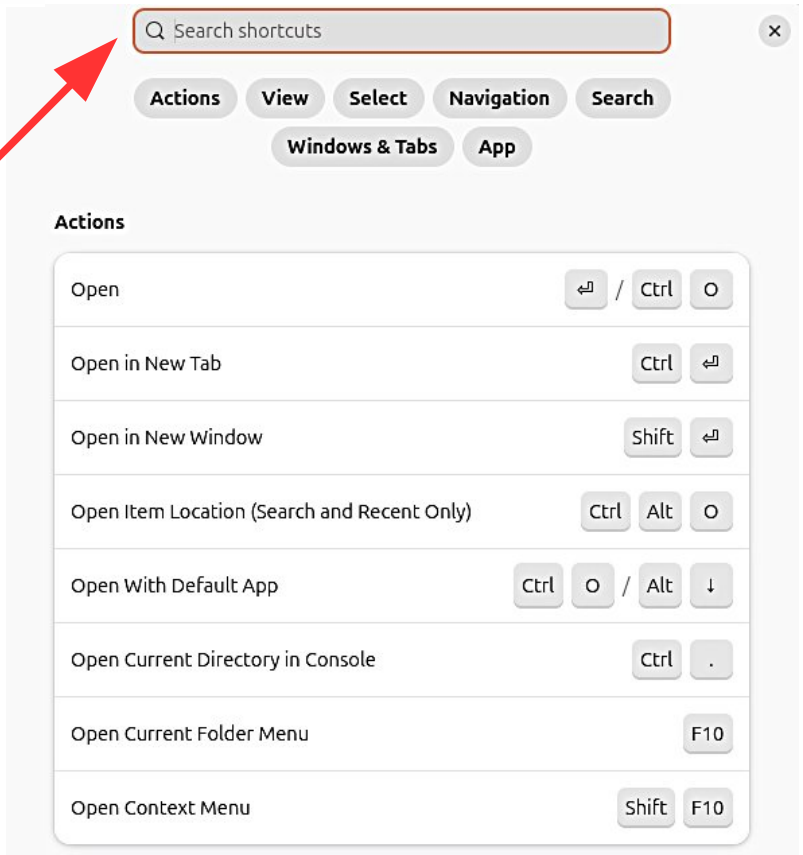 Search shortcuts
Actions View Select Navigation Search
Windows & Tabs App
Actions
Open ⏎ / Ctrl O
Open in New Tab Ctrl ⏎
Open in New Window Shift ⏎
Open Item Location (Search and Recent Only) Ctrl Alt O
Open With Default App Ctrl O / Alt ↓
Open Current Directory in Console Ctrl .
Open Current Folder Menu F10
Open Context Menu Shift F10